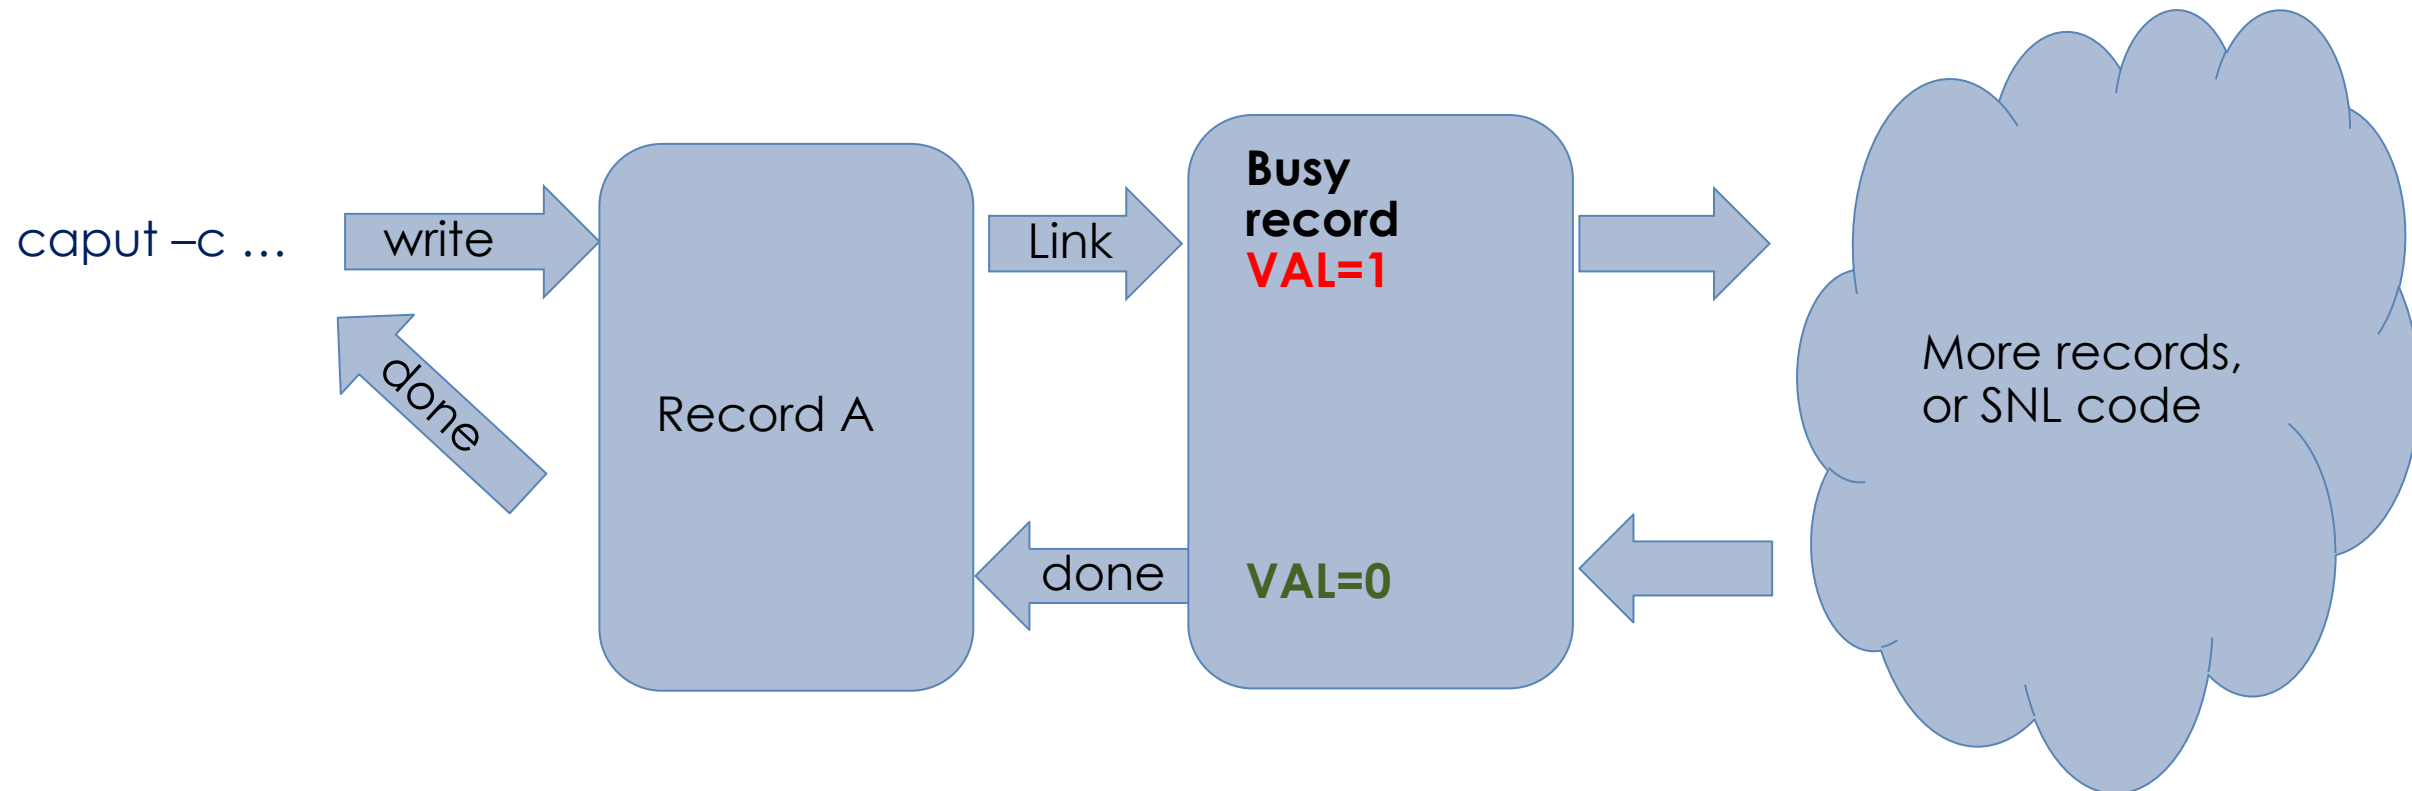 caput –c …
write
done
Record A
Link
done
Busy
record
VAL=1
VAL=0
More records,
or SNL code